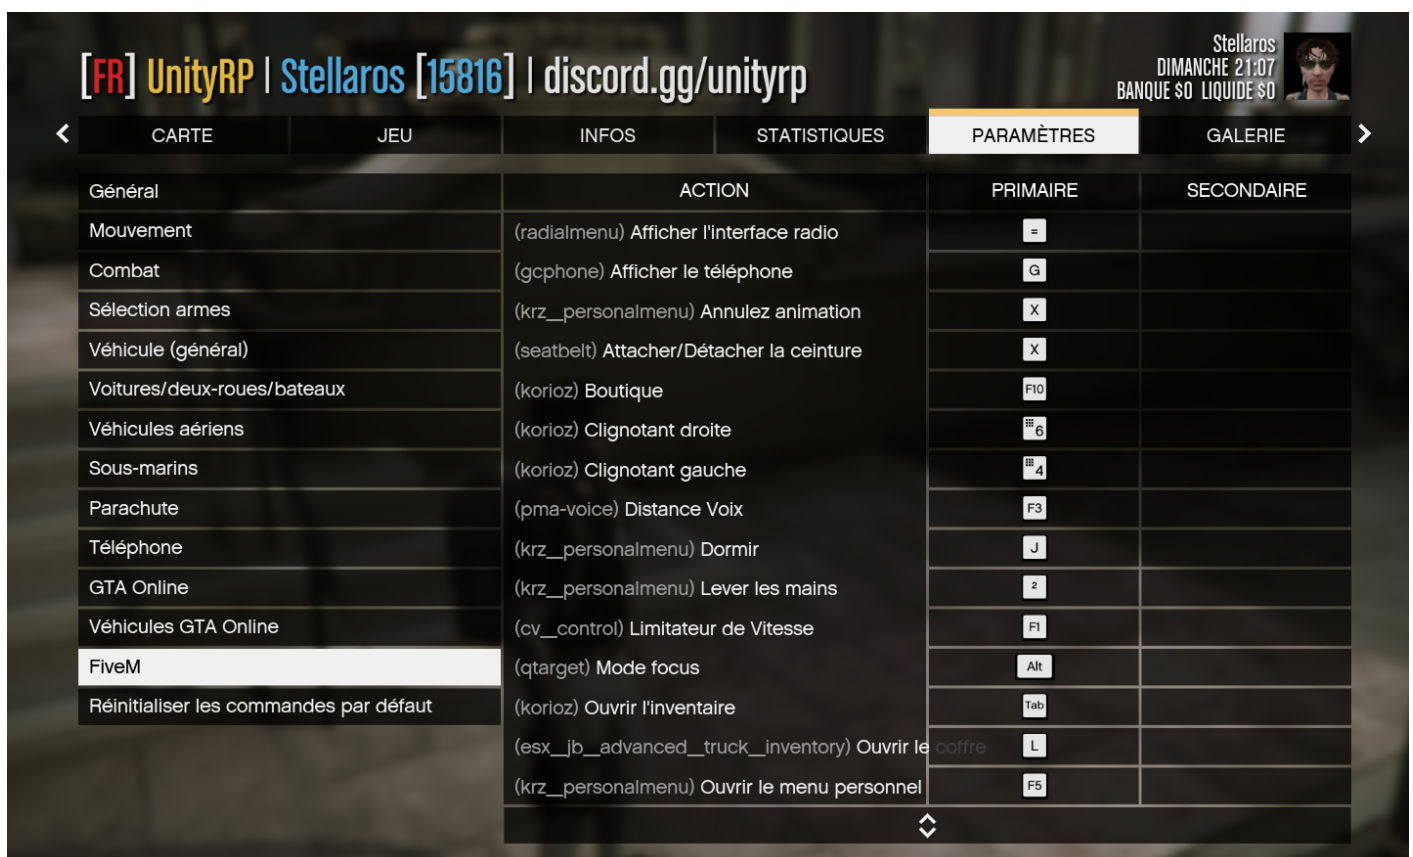 [FR] UnityRP | Stellaros [15816] | discord.gg/unityrp
Stellaros
DIMANCHE 21:07
BANQUE $0 LIQUIDE $0
CARTE JEU INFOS STATISTIQUES PARAMÈTRES GALERIE
Général
Mouvement
Combat
Sélection armes
Véhicule (général)
Voitures/deux-roues/bateaux
Véhicules aériens
Sous-marins
Parachute
Téléphone
GTA Online
Véhicules GTA Online
FiveM
Réinitialiser les commandes par défaut
ACTION PRIMAIRE SECONDAIRE
(radialmenu) Afficher l'interface radio =
(gcphone) Afficher le téléphone G
(krz_personalmenu) Annulez animation X
(seatbelt) Attacher/Détacher la ceinture X
(korioz) Boutique F10
(korioz) Clignotant droite 6
(korioz) Clignotant gauche 4
(pma-voice) Distance Voix F3
(krz_personalmenu) Dormir J
(krz_personalmenu) Lever les mains ²
(cv_control) Limitateur de Vitesse F1
(qtarget) Mode focus Alt
(korioz) Ouvrir l'inventaire Tab
(esx_jb_advanced_truck_inventory) Ouvrir le coffre L
(krz_personalmenu) Ouvrir le menu personnel F5